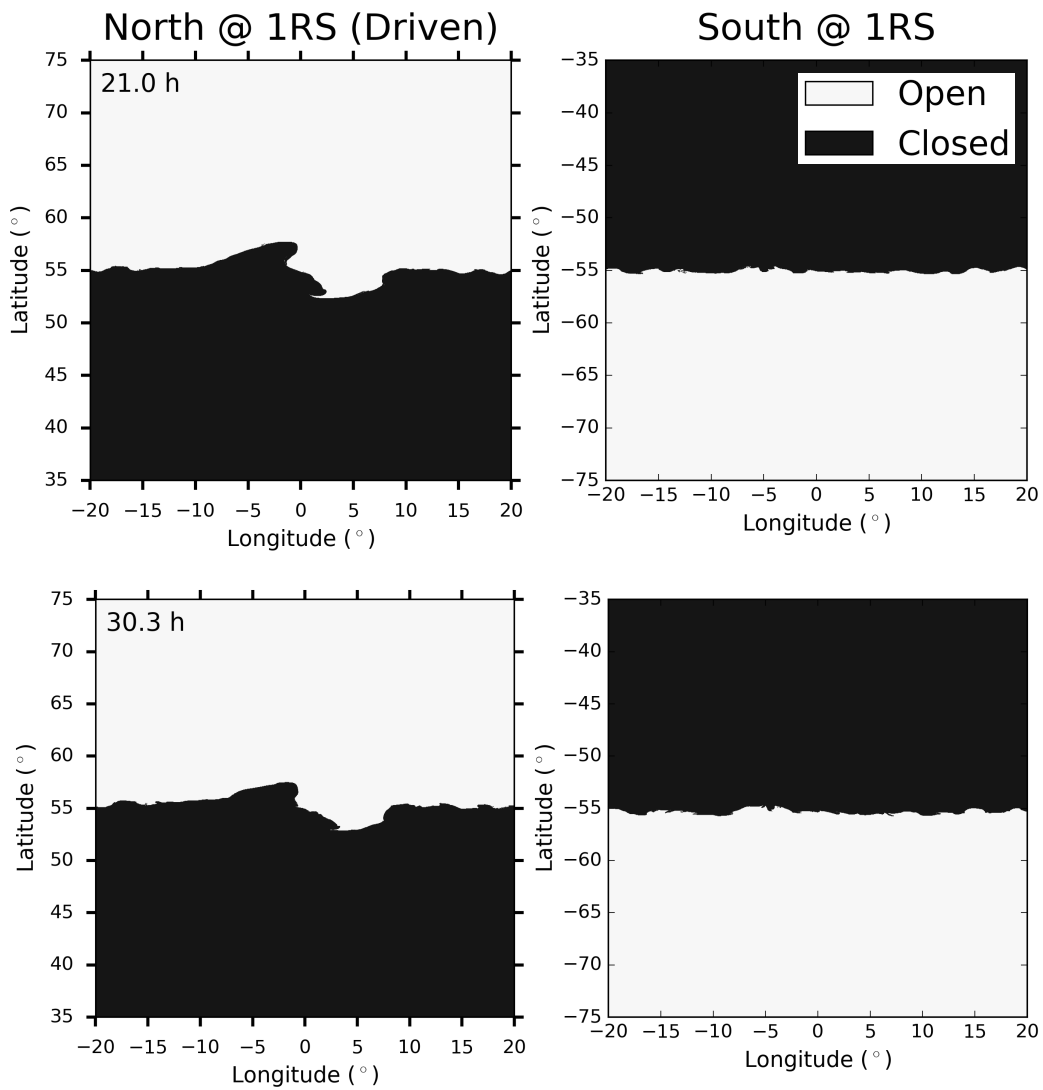 North @ 1RS (Driven)
South @ 1RS
21.0 h
75
70
65
60
55
50
45
40
35
Latitude (°)
−20 −15 −10 −5 0 5 10 15 20
Longitude (°)
Open
Closed
−35
−40
−45
−50
−55
−60
−65
−70
−75
Latitude (°)
−20 −15 −10 −5 0 5 10 15 20
Longitude (°)
30.3 h
75
70
65
60
55
50
45
40
35
Latitude (°)
−20 −15 −10 −5 0 5 10 15 20
Longitude (°)
−35
−40
−45
−50
−55
−60
−65
−70
−75
Latitude (°)
−20 −15 −10 −5 0 5 10 15 20
Longitude (°)